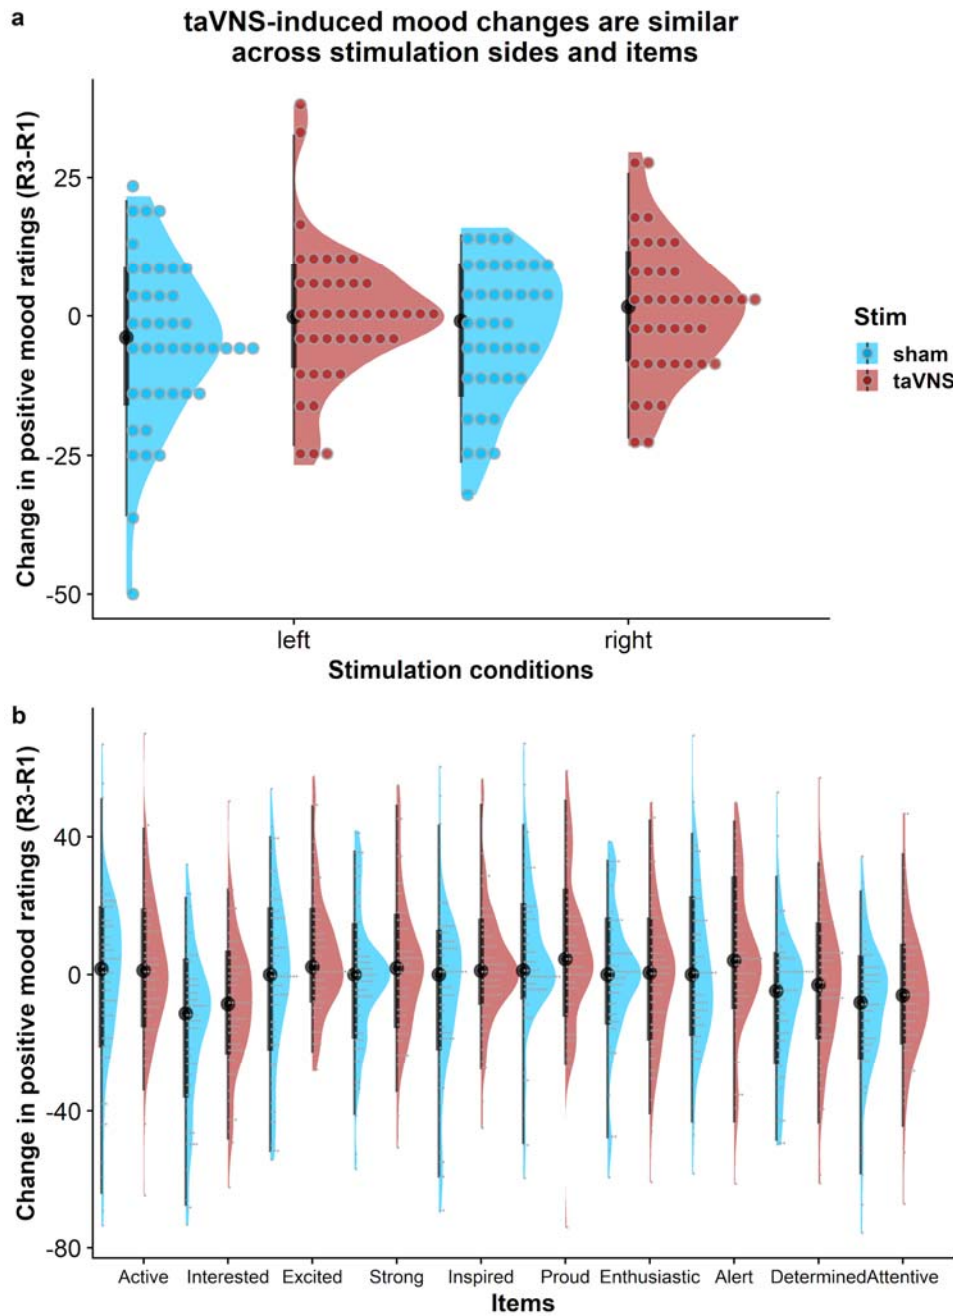 a
taVNS-induced mood changes are similar
across stimulation sides and items
Change in positive mood ratings (R3-R1)
25
0
-25
-50
left right
Stimulation conditions
Stim
sham
taVNS
b
Change in positive mood ratings (R3-R1)
40
0
-40
-80
Active Interested Excited Strong Inspired Proud Enthusiastic Alert Determined Attentive
Items